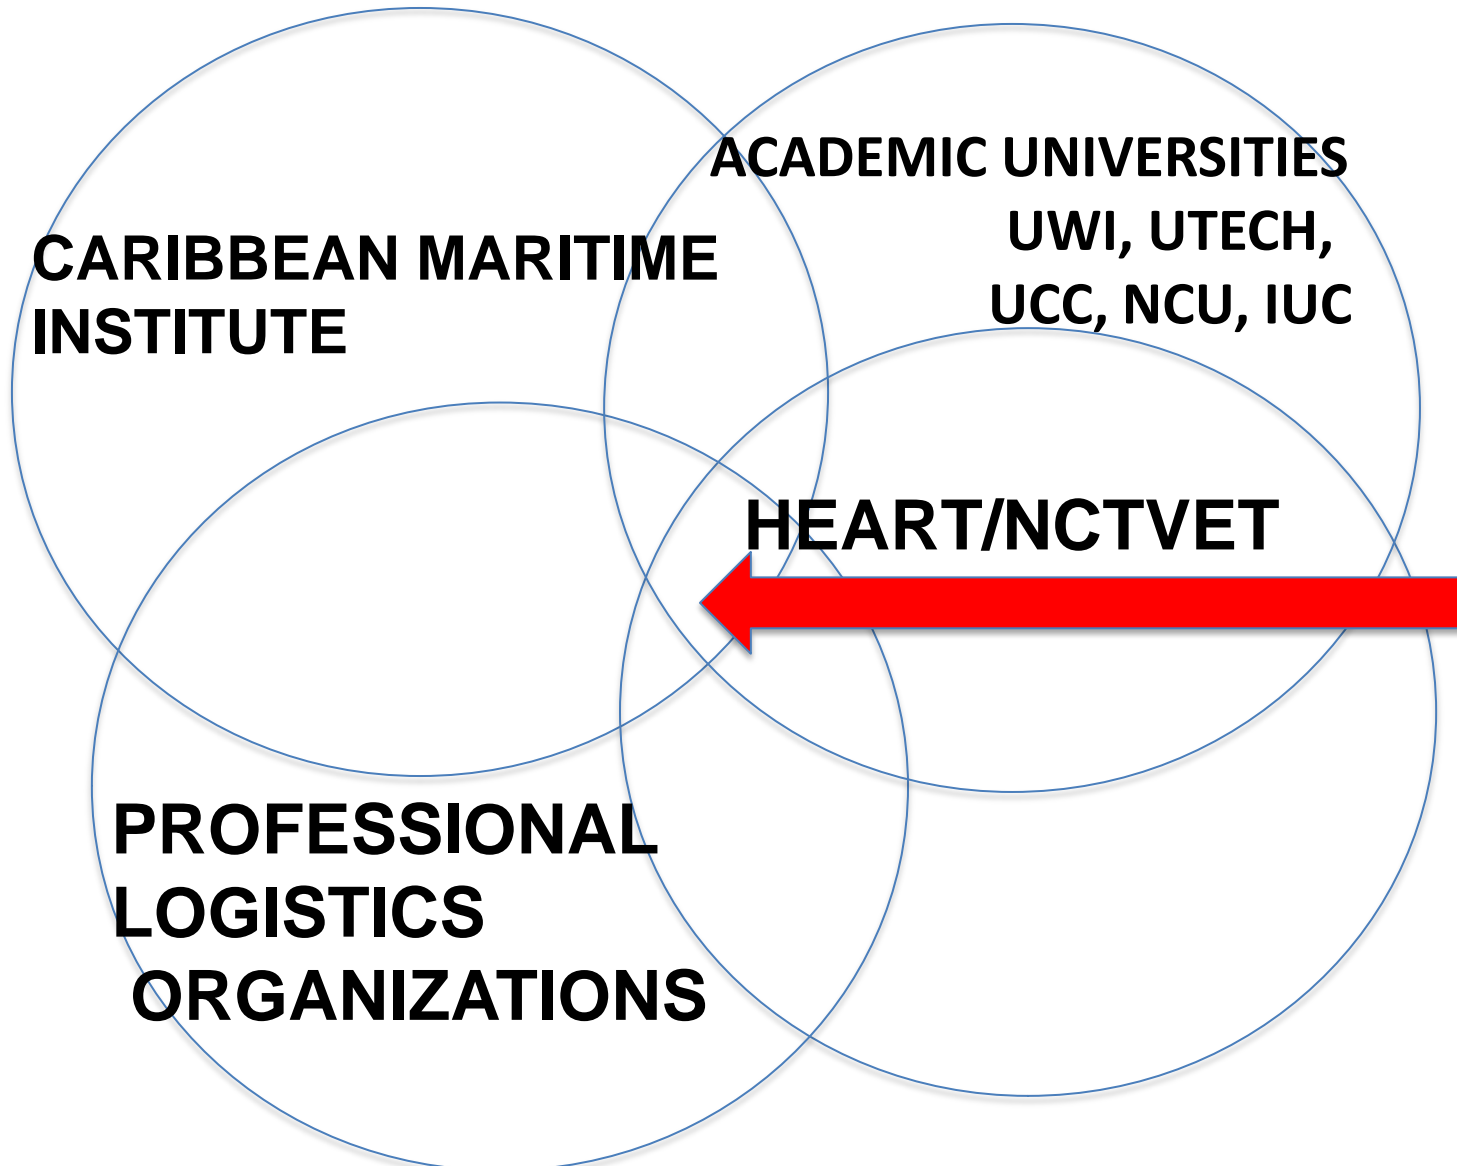 CARIBBEAN MARITIME
INSTITUTE
ACADEMIC UNIVERSITIES
UWI, UTECH,
UCC, NCU, IUC
HEART/NCTVET
PROFESSIONAL
LOGISTICS
ORGANIZATIONS